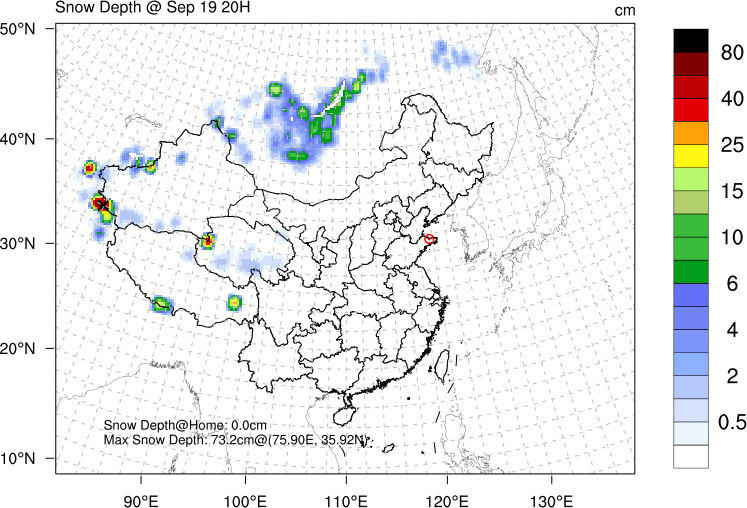 Snow Depth @ Sep 19 20H
cm
50°N
40°N
30°N
20°N
10°N
90°E
100°E
110°E
120°E
130°E
80
40
25
15
10
6
4
2
0.5
Snow Depth@Home: 0.0cm
Max Snow Depth: 73.2cm@(75.90E, 35.92N)